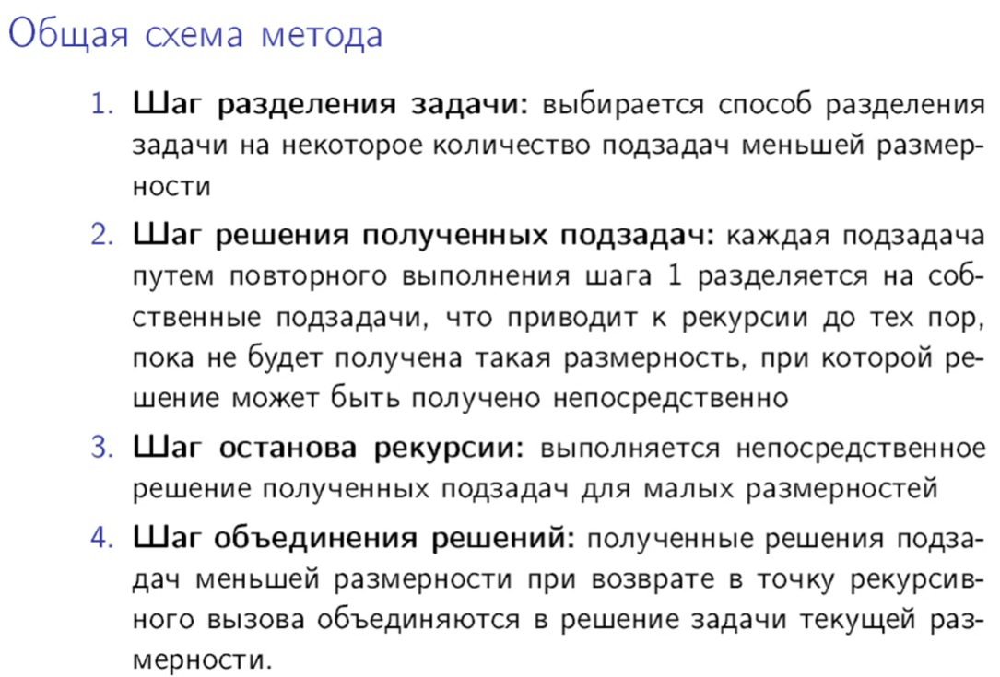 Общая схема метода
1. Шаг разделения задачи: выбирается способ разделения
задачи на некоторое количество подзадач меньшей размер-
ности
2. Шаг решения полученных подзадач: каждая подзадача
путем повторного выполнения шага 1 разделяется на соб-
ственные подзадачи, что приводит к рекурсии до тех пор,
пока не будет получена такая размерность, при которой ре-
шение может быть получено непосредственно
3. Шаг останова рекурсии: выполняется непосредственное
решение полученных подзадач для малых размерностей
4. Шаг объединения решений: полученные решения подза-
дач меньшей размерности при возврате в точку рекурсив-
ного вызова объединяются в решение задачи текущей раз-
мерности.